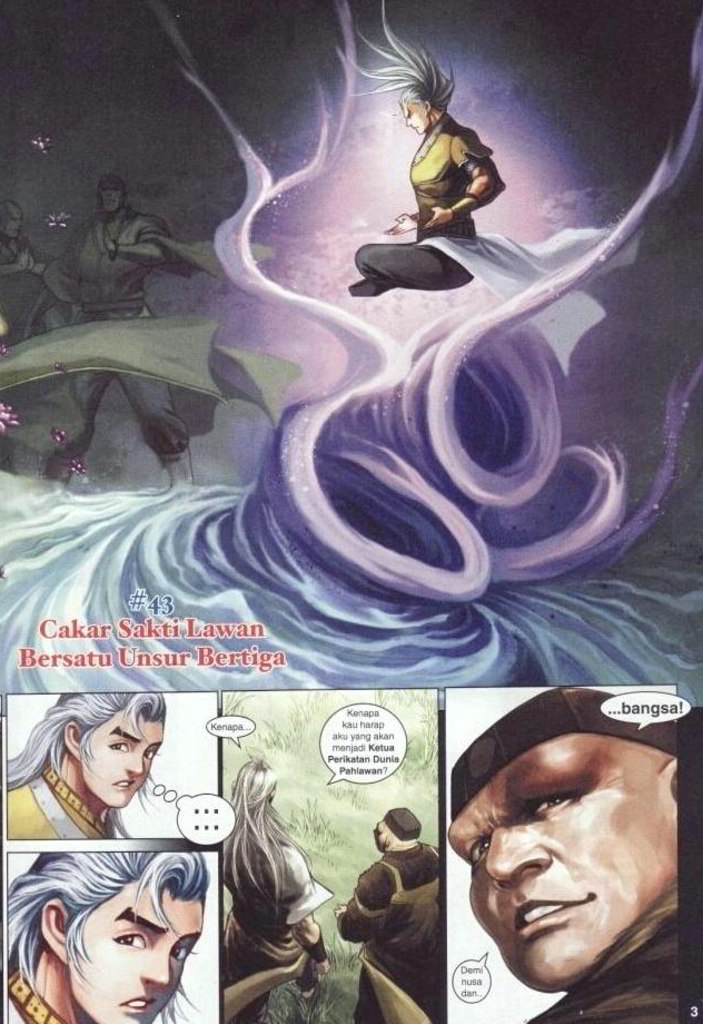 #43
Cakar Sakti Lawan
Bersatu Unsur Bertiga
... ...
Kenapa...
Kenapa
kau harap
aku yang akan
menjadi Ketua
Perikatan Dunia
Pahlawan?
Demi
nusa
dan..
...bangsa!
3